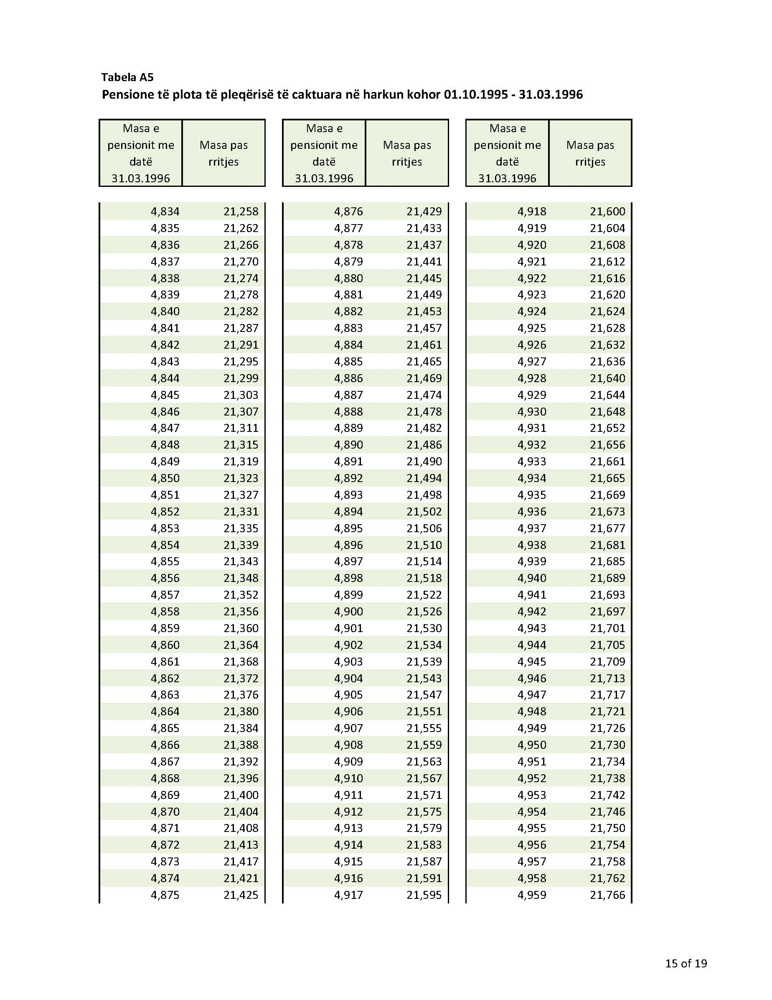 Tabela A5
Pensione të plota të pleqërisë të caktuara në harkun kohor 01.10.1995 - 31.03.1996
Masa e pensionit me datë 31.03.1996 Masa pas rritjes Masa e pensionit me datë 31.03.1996 Masa pas rritjes Masa e pensionit me datë 31.03.1996 Masa pas rritjes
4,834 21,258 4,876 21,429 4,918 21,600
4,835 21,262 4,877 21,433 4,919 21,604
4,836 21,266 4,878 21,437 4,920 21,608
4,837 21,270 4,879 21,441 4,921 21,612
4,838 21,274 4,880 21,445 4,922 21,616
4,839 21,278 4,881 21,449 4,923 21,620
4,840 21,282 4,882 21,453 4,924 21,624
4,841 21,287 4,883 21,457 4,925 21,628
4,842 21,291 4,884 21,461 4,926 21,632
4,843 21,295 4,885 21,465 4,927 21,636
4,844 21,299 4,886 21,469 4,928 21,640
4,845 21,303 4,887 21,474 4,929 21,644
4,846 21,307 4,888 21,478 4,930 21,648
4,847 21,311 4,889 21,482 4,931 21,652
4,848 21,315 4,890 21,486 4,932 21,656
4,849 21,319 4,891 21,490 4,933 21,661
4,850 21,323 4,892 21,494 4,934 21,665
4,851 21,327 4,893 21,498 4,935 21,669
4,852 21,331 4,894 21,502 4,936 21,673
4,853 21,335 4,895 21,506 4,937 21,677
4,854 21,339 4,896 21,510 4,938 21,681
4,855 21,343 4,897 21,514 4,939 21,685
4,856 21,348 4,898 21,518 4,940 21,689
4,857 21,352 4,899 21,522 4,941 21,693
4,858 21,356 4,900 21,526 4,942 21,697
4,859 21,360 4,901 21,530 4,943 21,701
4,860 21,364 4,902 21,534 4,944 21,705
4,861 21,368 4,903 21,539 4,945 21,709
4,862 21,372 4,904 21,543 4,946 21,713
4,863 21,376 4,905 21,547 4,947 21,717
4,864 21,380 4,906 21,551 4,948 21,721
4,865 21,384 4,907 21,555 4,949 21,726
4,866 21,388 4,908 21,559 4,950 21,730
4,867 21,392 4,909 21,563 4,951 21,734
4,868 21,396 4,910 21,567 4,952 21,738
4,869 21,400 4,911 21,571 4,953 21,742
4,870 21,404 4,912 21,575 4,954 21,746
4,871 21,408 4,913 21,579 4,955 21,750
4,872 21,413 4,914 21,583 4,956 21,754
4,873 21,417 4,915 21,587 4,957 21,758
4,874 21,421 4,916 21,591 4,958 21,762
4,875 21,425 4,917 21,595 4,959 21,766
15 of 19